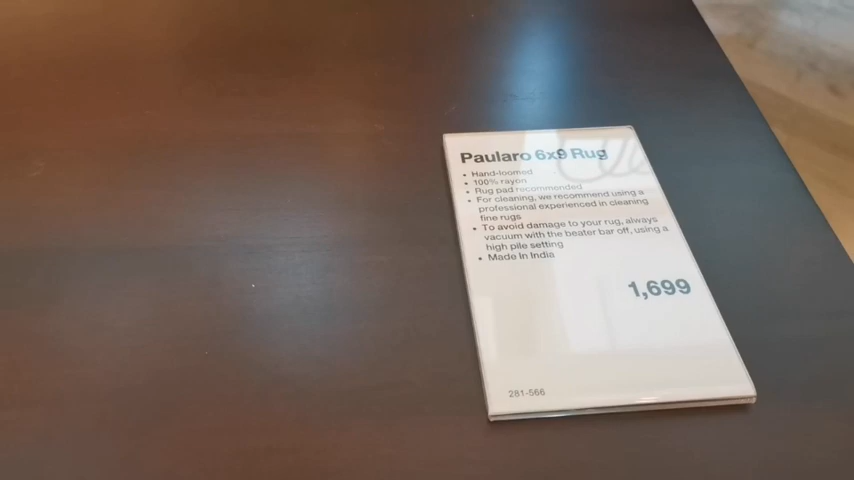 Paularo 6x9 Rug
• Hand-loomed
• 100% rayon
• Rug pad recommended
• For cleaning, we recommend using a
professional experienced in cleaning
fine rugs
• To avoid damage to your rug, always
vacuum with the beater bar off, using a
high pile setting
• Made In India
1,699
281-566